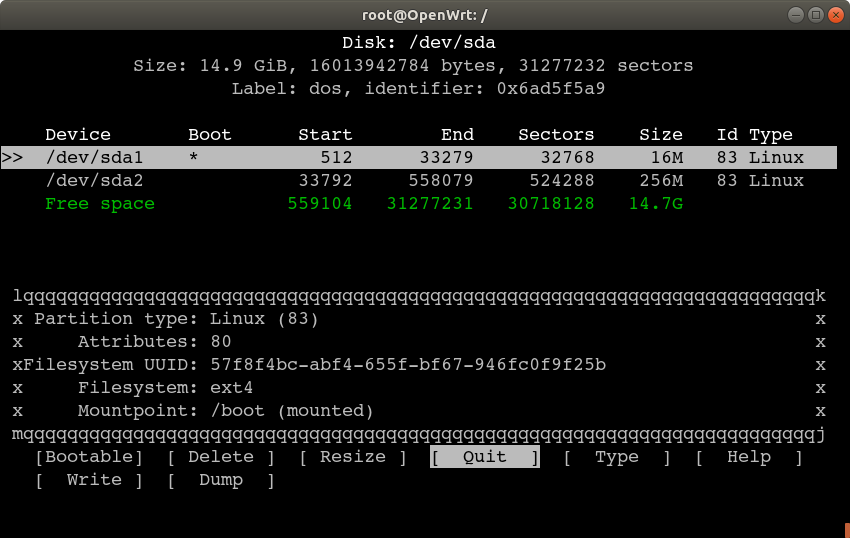 root@OpenWrt: /
Disk: /dev/sda
Size: 14.9 GiB, 16013942784 bytes, 31277232 sectors
Label: dos, identifier: 0x6ad5f5a9
Device Boot Start End Sectors Size Id Type
>> /dev/sda1 * 512 33279 32768 16M 83 Linux
/dev/sda2 33792 558079 524288 256M 83 Linux
Free space 559104 31277231 30718128 14.7G
lqqqqqqqqqqqqqqqqqqqqqqqqqqqqqqqqqqqqqqqqqqqqqqqqqqqqqqqqqqqqqqqqqqqqqqqqk
x Partition type: Linux (83) x
x Attributes: 80 x
xFilesystem UUID: 57f8f4bc-abf4-655f-bf67-946fc0f9f25b x
x Filesystem: ext4 x
x Mountpoint: /boot (mounted) x
mqqqqqqqqqqqqqqqqqqqqqqqqqqqqqqqqqqqqqqqqqqqqqqqqqqqqqqqqqqqqqqqqqqqqqqqqj
[Bootable] [ Delete ] [ Resize ] [ Quit ] [ Type ] [ Help ]
[ Write ] [ Dump ]